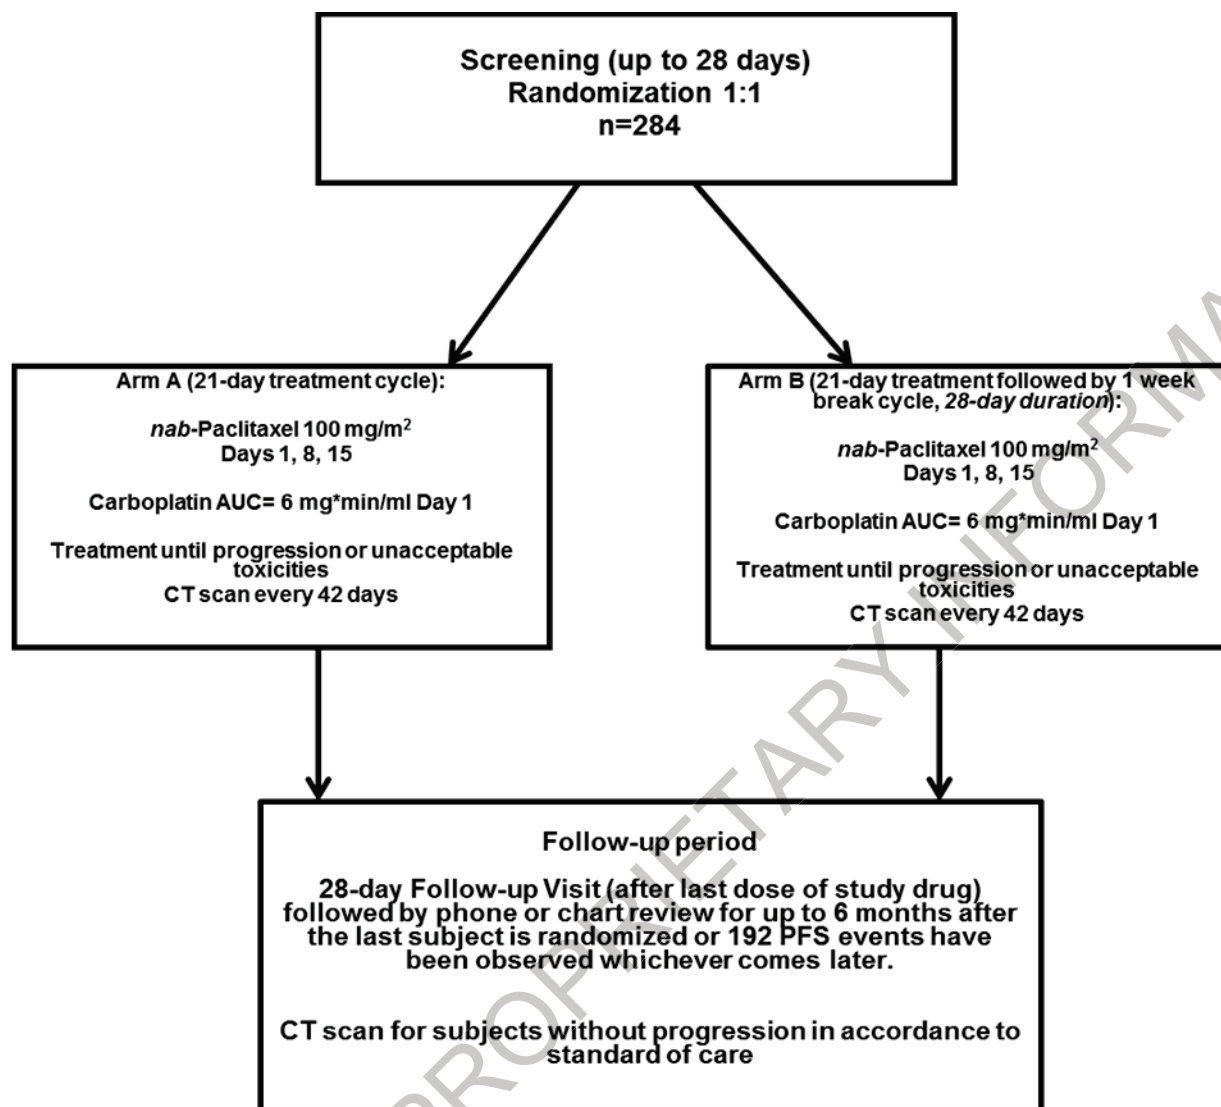 Screening (up to 28 days)
Randomization 1:1
n=284
Arm A (21-day treatment cycle):
nab-Paclitaxel 100 mg/m²
Days 1, 8, 15
Carboplatin AUC= 6 mg*min/ml Day 1
Treatment until progression or unacceptable
toxicities
CT scan every 42 days
Arm B (21-day treatment followed by 1 week
break cycle, 28-day duration):
nab-Paclitaxel 100 mg/m²
Days 1, 8, 15
Carboplatin AUC= 6 mg*min/ml Day 1
Treatment until progression or unacceptable
toxicities
CT scan every 42 days
Follow-up period
28-day Follow-up Visit (after last dose of study drug)
followed by phone or chart review for up to 6 months after
the last subject is randomized or 192 PFS events have
been observed whichever comes later.
CT scan for subjects without progression in accordance to
standard of care
PROPRIETARY